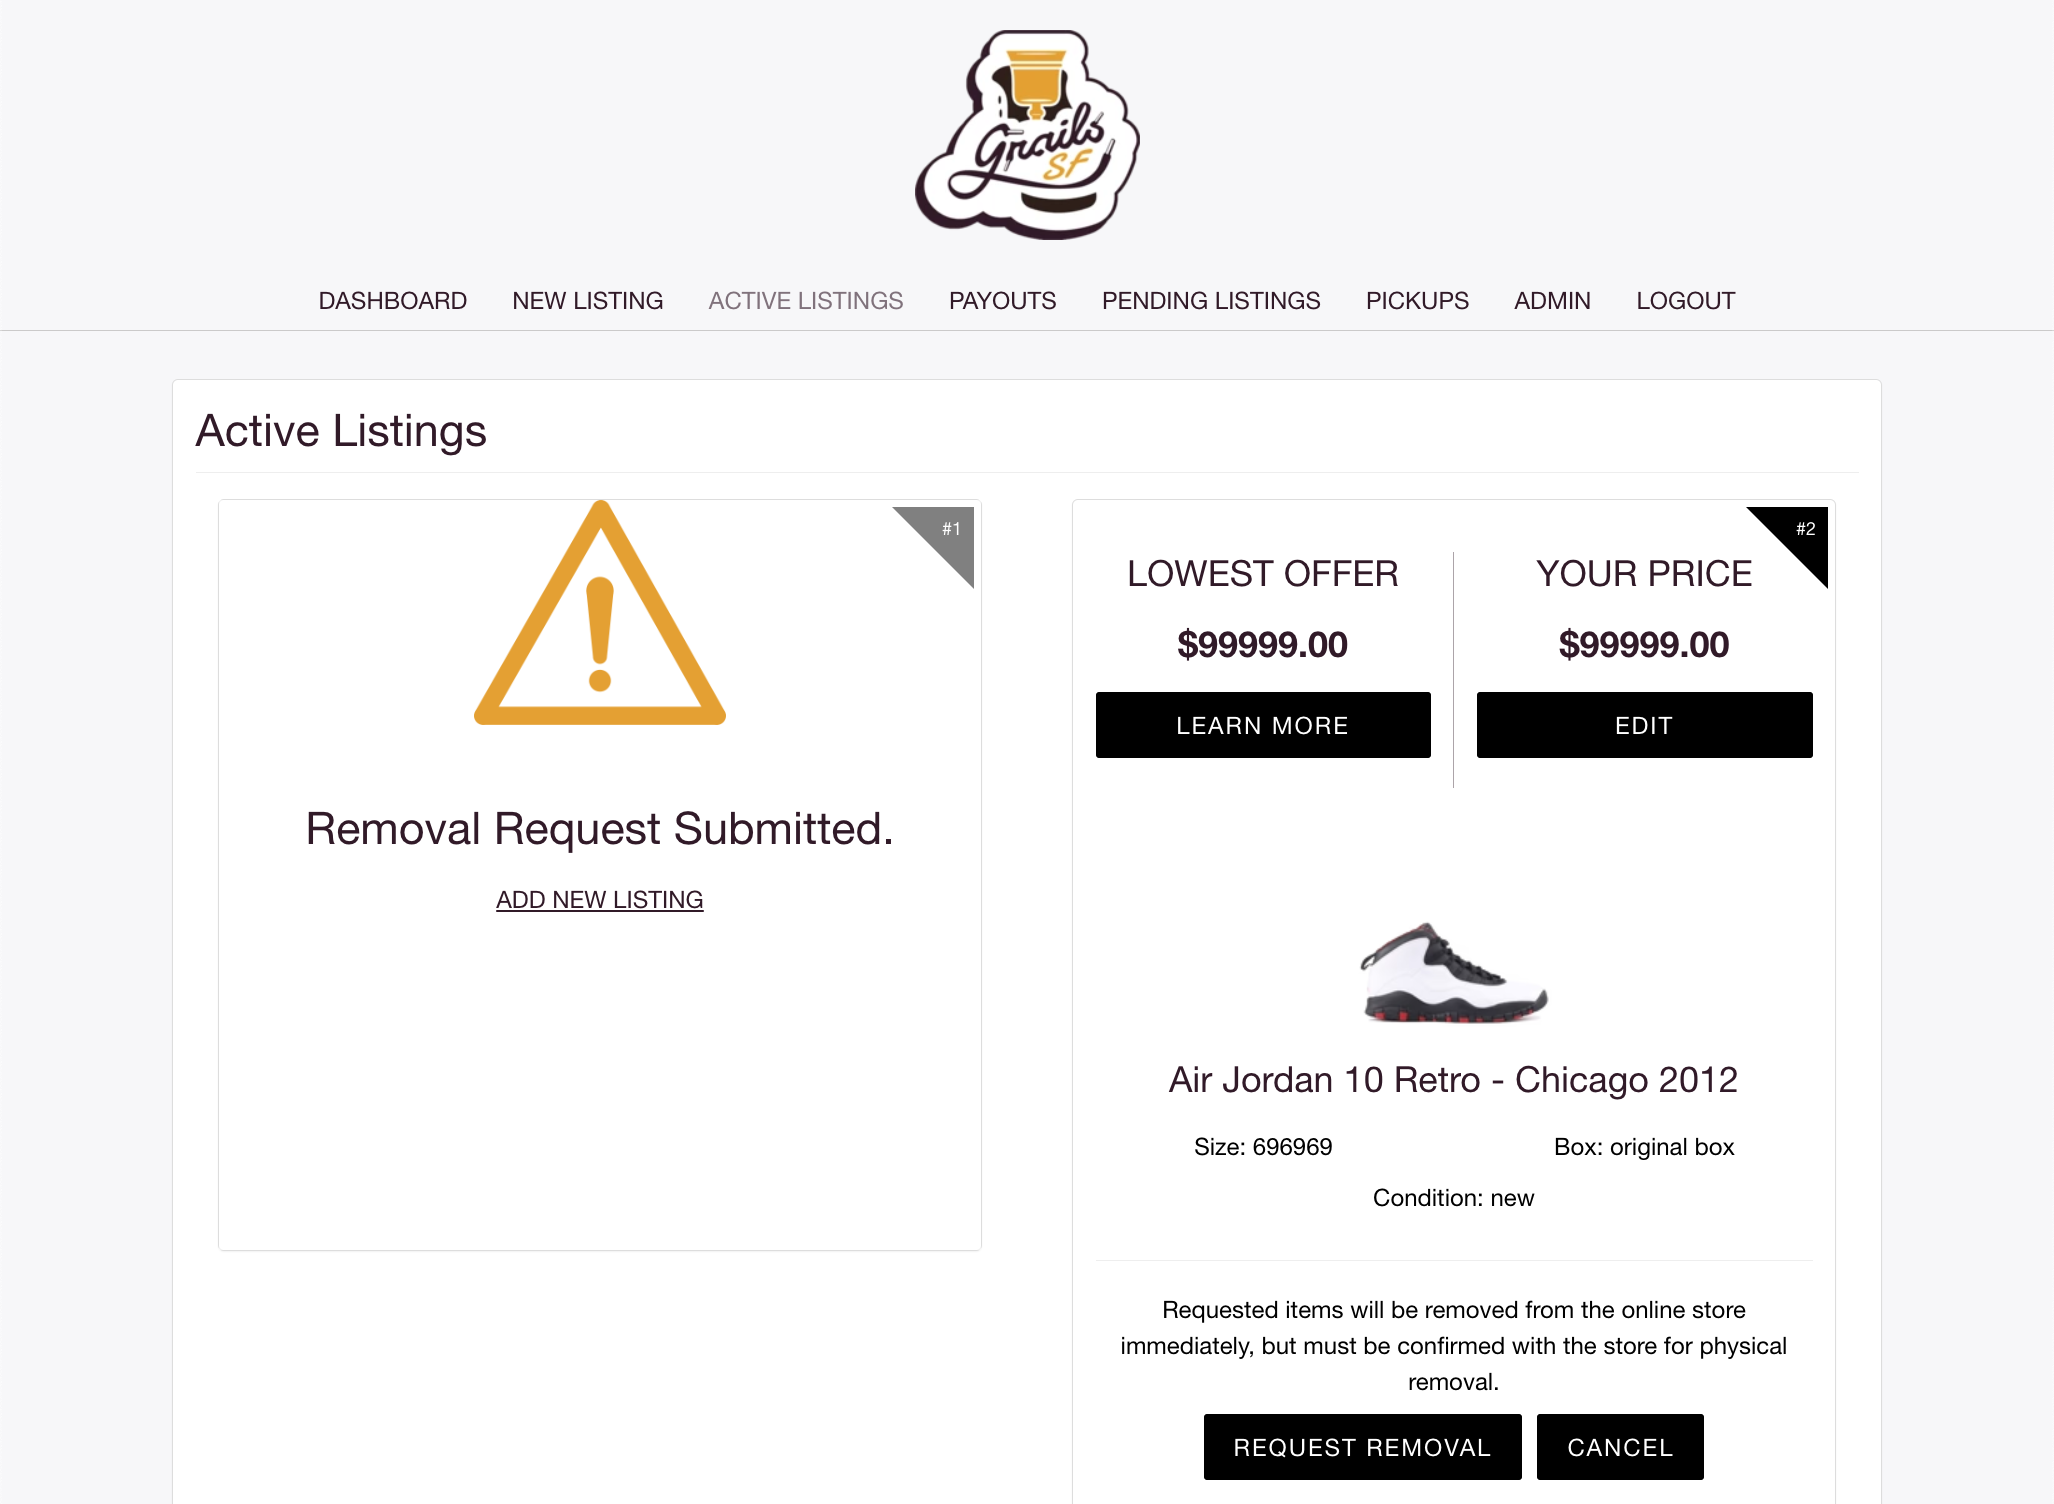 Grails
SF
DASHBOARD NEW LISTING ACTIVE LISTINGS PAYOUTS PENDING LISTINGS PICKUPS ADMIN LOGOUT
Active Listings
#1
Removal Request Submitted.
ADD NEW LISTING
#2
LOWEST OFFER YOUR PRICE
$99999.00 $99999.00
LEARN MORE EDIT
Air Jordan 10 Retro - Chicago 2012
Size: 696969 Box: original box
Condition: new
Requested items will be removed from the online store
immediately, but must be confirmed with the store for physical
removal.
REQUEST REMOVAL CANCEL